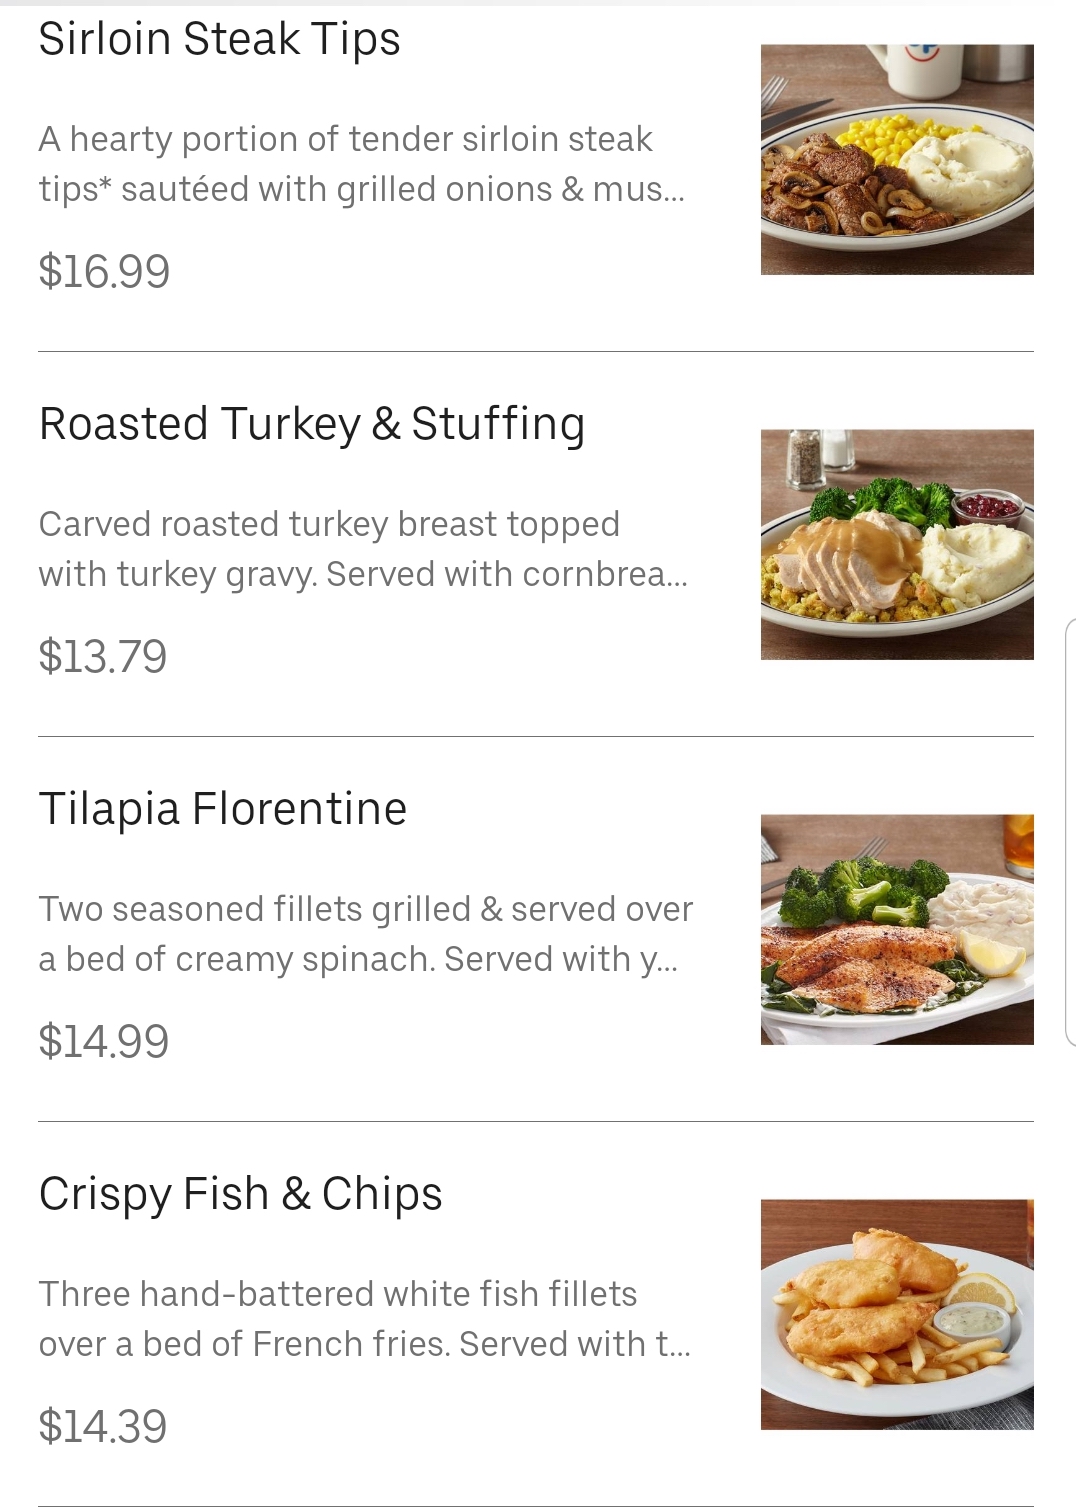 Sirloin Steak Tips
A hearty portion of tender sirloin steak
tips* sautéed with grilled onions & mus...
$16.99
Roasted Turkey & Stuffing
Carved roasted turkey breast topped
with turkey gravy. Served with cornbrea...
$13.79
Tilapia Florentine
Two seasoned fillets grilled & served over
a bed of creamy spinach. Served with y...
$14.99
Crispy Fish & Chips
Three hand-battered white fish fillets
over a bed of French fries. Served with t...
$14.39